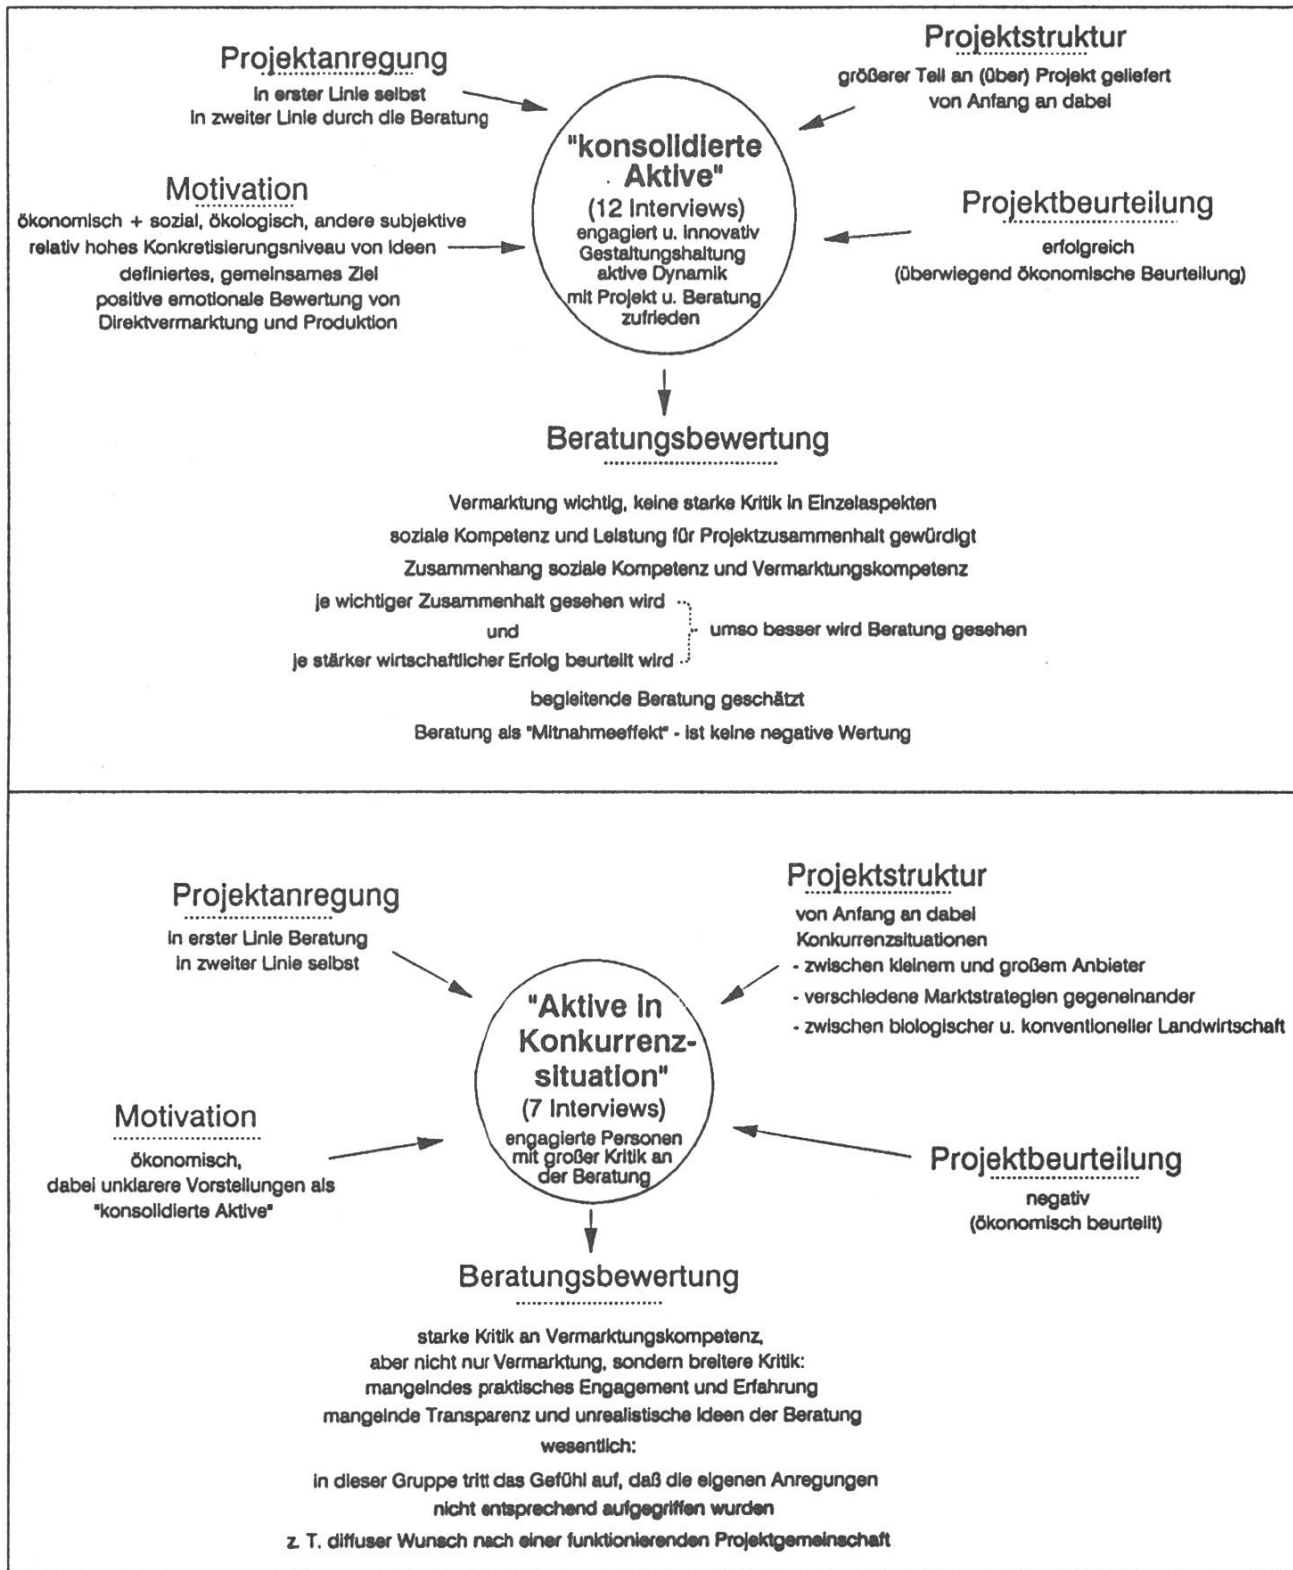 Projektanregung
in erster Linie selbst
in zweiter Linie durch die Beratung
Projektstruktur
größerer Teil an (über) Projekt geliefert
von Anfang an dabei
Motivation
ökonomisch + sozial, ökologisch, andere subjektive
relativ hohes Konkretisierungsniveau von Ideen
definiertes, gemeinsames Ziel
positive emotionale Bewertung von
Direktvermarktung und Produktion
"konsolidierte
Aktive"
(12 Interviews)
engagiert u. innovativ
Gestaltungshaltung
aktive Dynamik
mit Projekt u. Beratung
zufrieden
Projektbeurteilung
erfolgreich
(überwiegend ökonomische Beurteilung)
Beratungsbewertung
Vermarktung wichtig, keine starke Kritik in Einzelaspekten
soziale Kompetenz und Leistung für Projektzusammenhalt gewürdigt
Zusammenhang soziale Kompetenz und Vermarktungskompetenz
je wichtiger Zusammenhalt gesehen wird
und
je stärker wirtschaftlicher Erfolg beurteilt wird
umso besser wird Beratung gesehen
begleitende Beratung geschätzt
Beratung als "Mitnahmeeffekt" - ist keine negative Wertung
Projektanregung
in erster Linie Beratung
in zweiter Linie selbst
Projektstruktur
von Anfang an dabei
Konkurrenzsituationen
- zwischen kleinem und großem Anbieter
- verschiedene Marktstrategien gegeneinander
- zwischen biologischer u. konventioneller Landwirtschaft
"Aktive in
Konkurrenz-
situation"
(7 Interviews)
engagierte Personen
mit großer Kritik an
der Beratung
Motivation
ökonomisch,
dabei unklarere Vorstellungen als
"konsolidierte Aktive"
Projektbeurteilung
negativ
(ökonomisch beurteilt)
Beratungsbewertung
starke Kritik an Vermarktungskompetenz,
aber nicht nur Vermarktung, sondern breitere Kritik:
mangelndes praktisches Engagement und Erfahrung
mangelnde Transparenz und unrealistische Ideen der Beratung
wesentlich:
in dieser Gruppe tritt das Gefühl auf, daß die eigenen Anregungen
nicht entsprechend aufgegriffen wurden
z. T. diffuser Wunsch nach einer funktionierenden Projektgemeinschaft